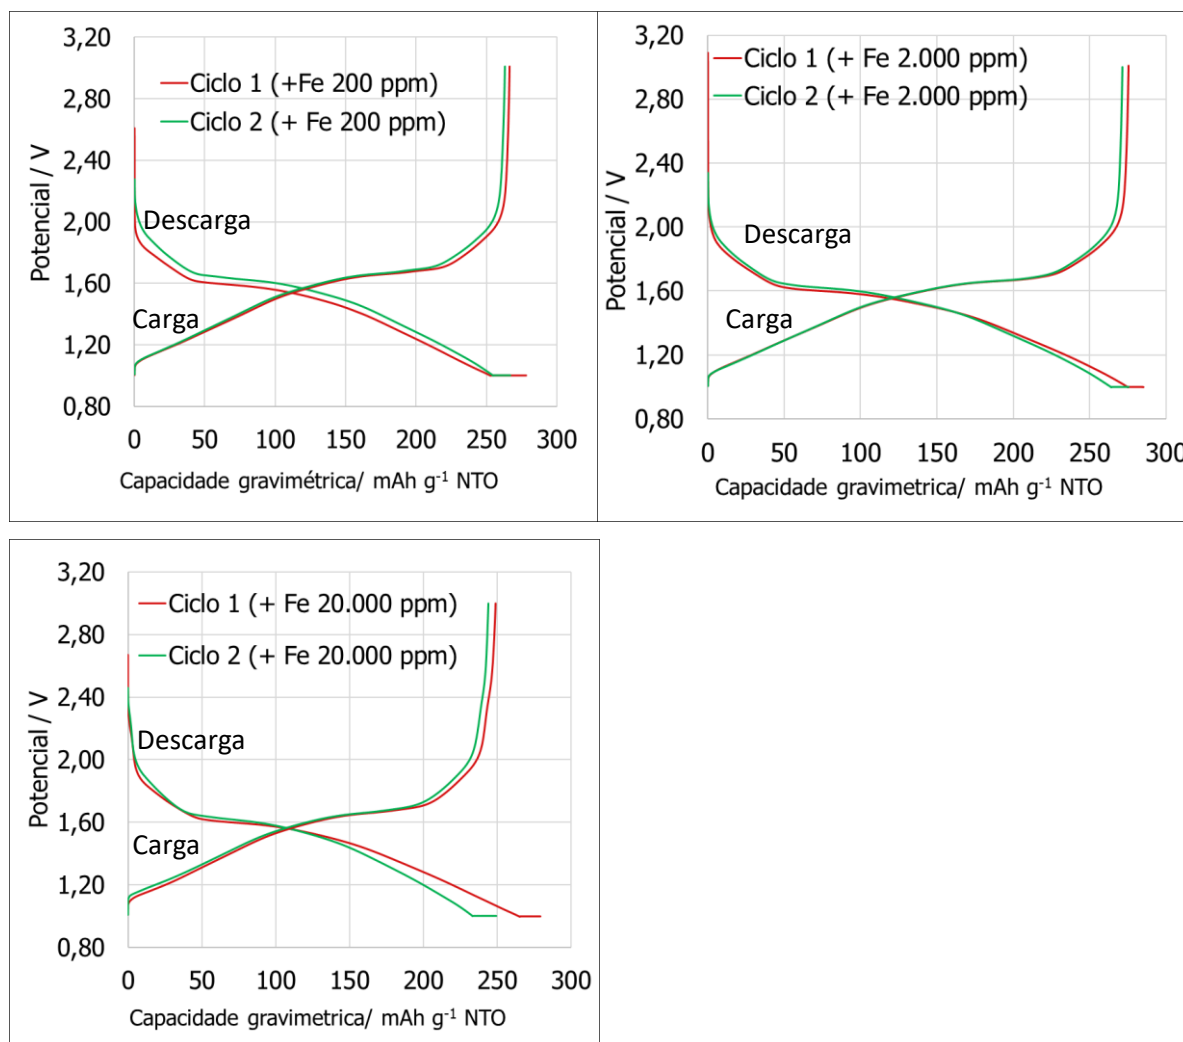 3,20
2,80
2,40
2,00
1,60
1,20
0,80
Potencial / V
Ciclo 1 (+Fe 200 ppm)
Ciclo 2 (+ Fe 200 ppm)
Descarga
Carga
0 50 100 150 200 250 300
Capacidade gravimétrica/ mAh g⁻¹ NTO
3,20
2,80
2,40
2,00
1,60
1,20
0,80
Potencial / V
Ciclo 1 (+ Fe 2.000 ppm)
Ciclo 2 (+ Fe 2.000 ppm)
Descarga
Carga
0 50 100 150 200 250 300
Capacidade gravimetrica/ mAh g⁻¹ NTO
3,20
2,80
2,40
2,00
1,60
1,20
0,80
Potencial / V
Ciclo 1 (+ Fe 20.000 ppm)
Ciclo 2 (+ Fe 20.000 ppm)
Descarga
Carga
0 50 100 150 200 250 300
Capacidade gravimetrica/ mAh g⁻¹ NTO